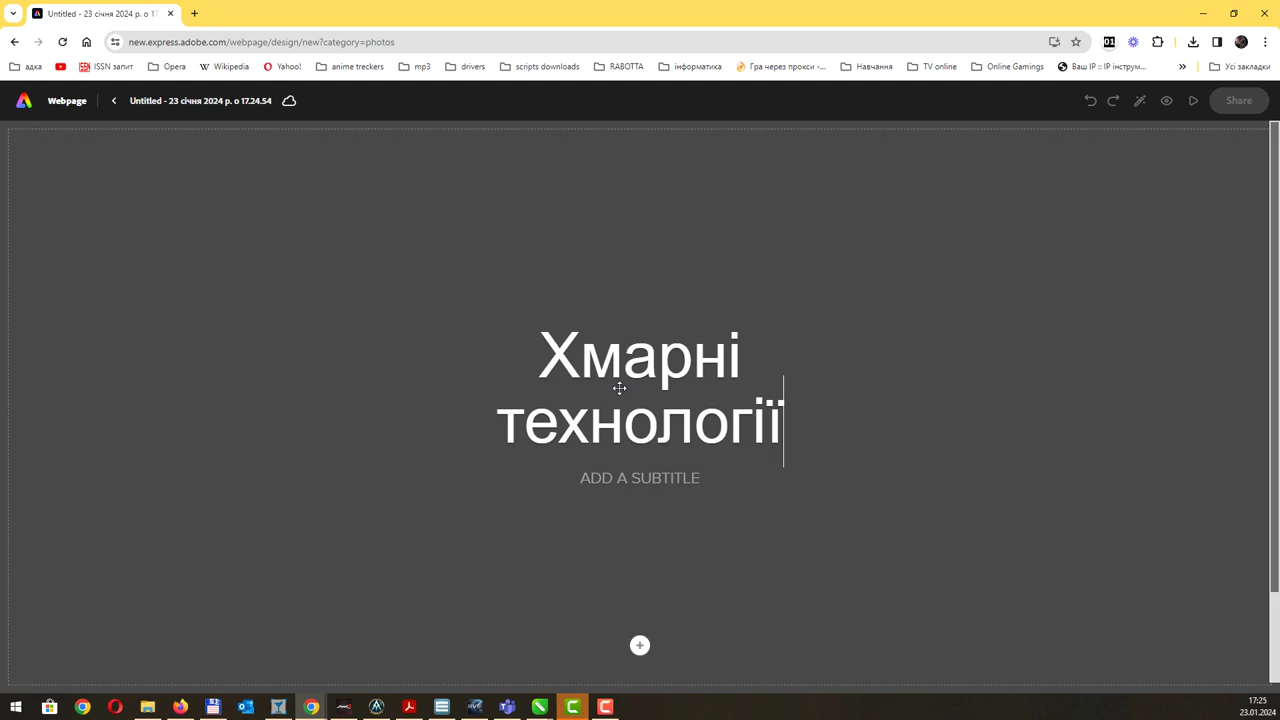 Untitled - 23 січня 2024 р. о 17
new.express.adobe.com/webpage/design/new?category=photos
адка
ISSN запит
Opera
Wikipedia
Yahoo!
anime treckers
mp3
drivers
scripts downloads
RABOTTA
інформатика
Гра через прокси -...
Навчання
TV online
Online Gamings
Ваш IP :: IP інструм...
»
Усі закладки
Webpage
Untitled - 23 січня 2024 р. о 17.24.54
Share
Хмарні
технології
ADD A SUBTITLE
17:25
23.01.2024